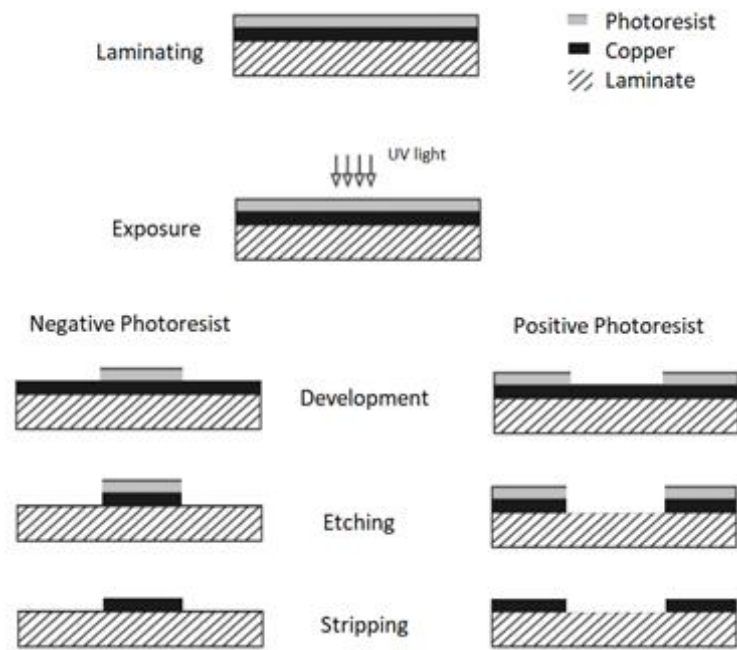 Photoresist
Copper
Laminate
Laminating
UV light
Exposure
Negative Photoresist
Positive Photoresist
Development
Etching
Stripping